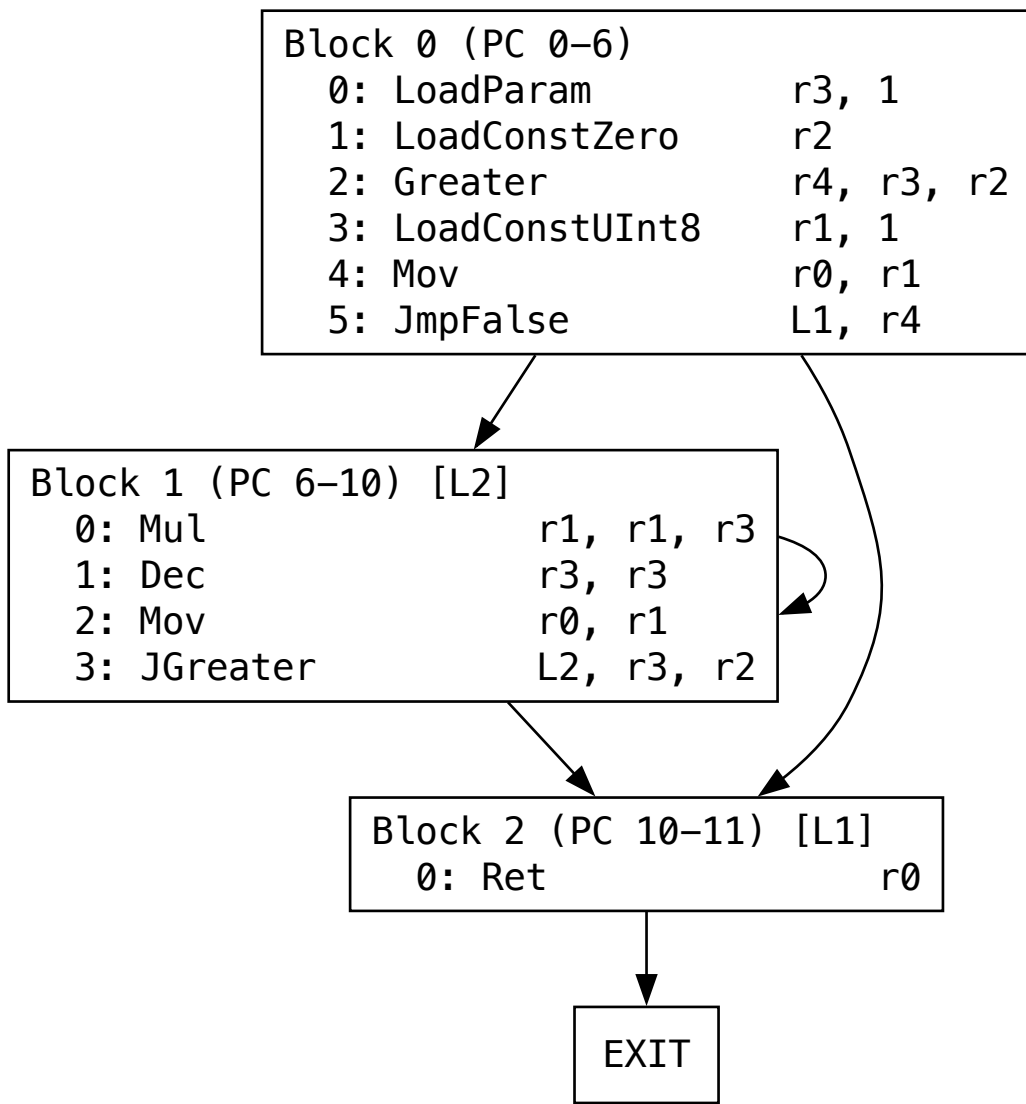 Block 0 (PC 0–6)
0: LoadParam r3, 1
1: LoadConstZero r2
2: Greater r4, r3, r2
3: LoadConstUInt8 r1, 1
4: Mov r0, r1
5: JmpFalse L1, r4
Block 1 (PC 6–10) [L2]
0: Mul r1, r1, r3
1: Dec r3, r3
2: Mov r0, r1
3: JGreater L2, r3, r2
Block 2 (PC 10–11) [L1]
0: Ret r0
EXIT